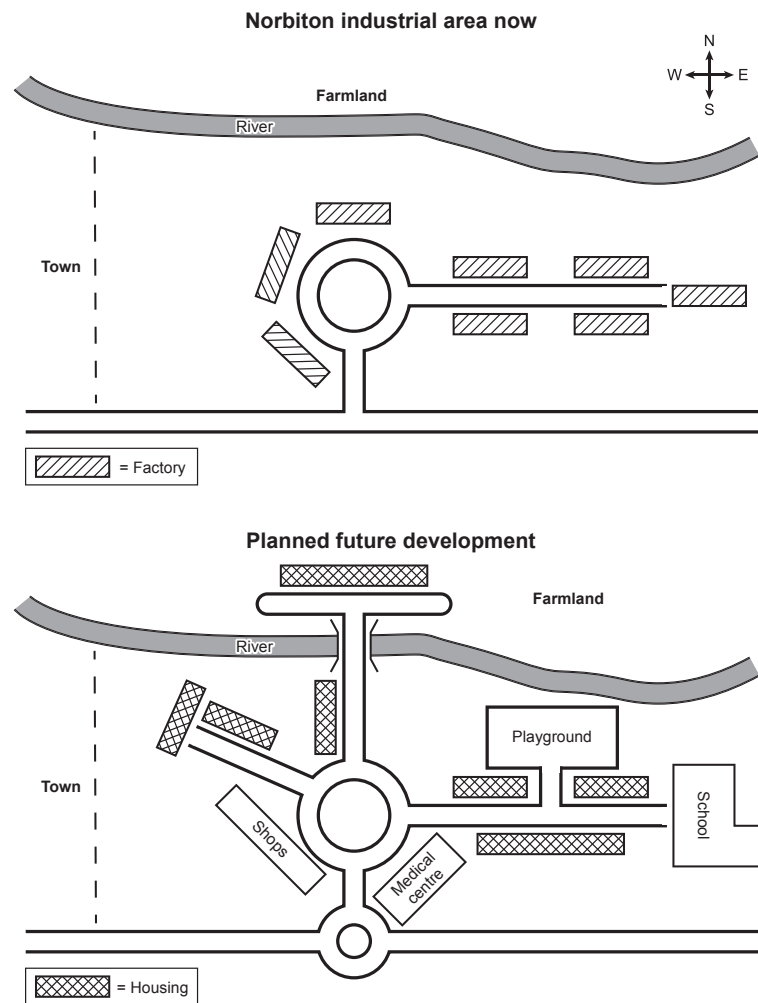 Norbiton industrial area now
N
W E
S
Farmland
River
Town
= Factory
Planned future development
Farmland
River
Playground
Town
School
Shops
Medical
centre
= Housing